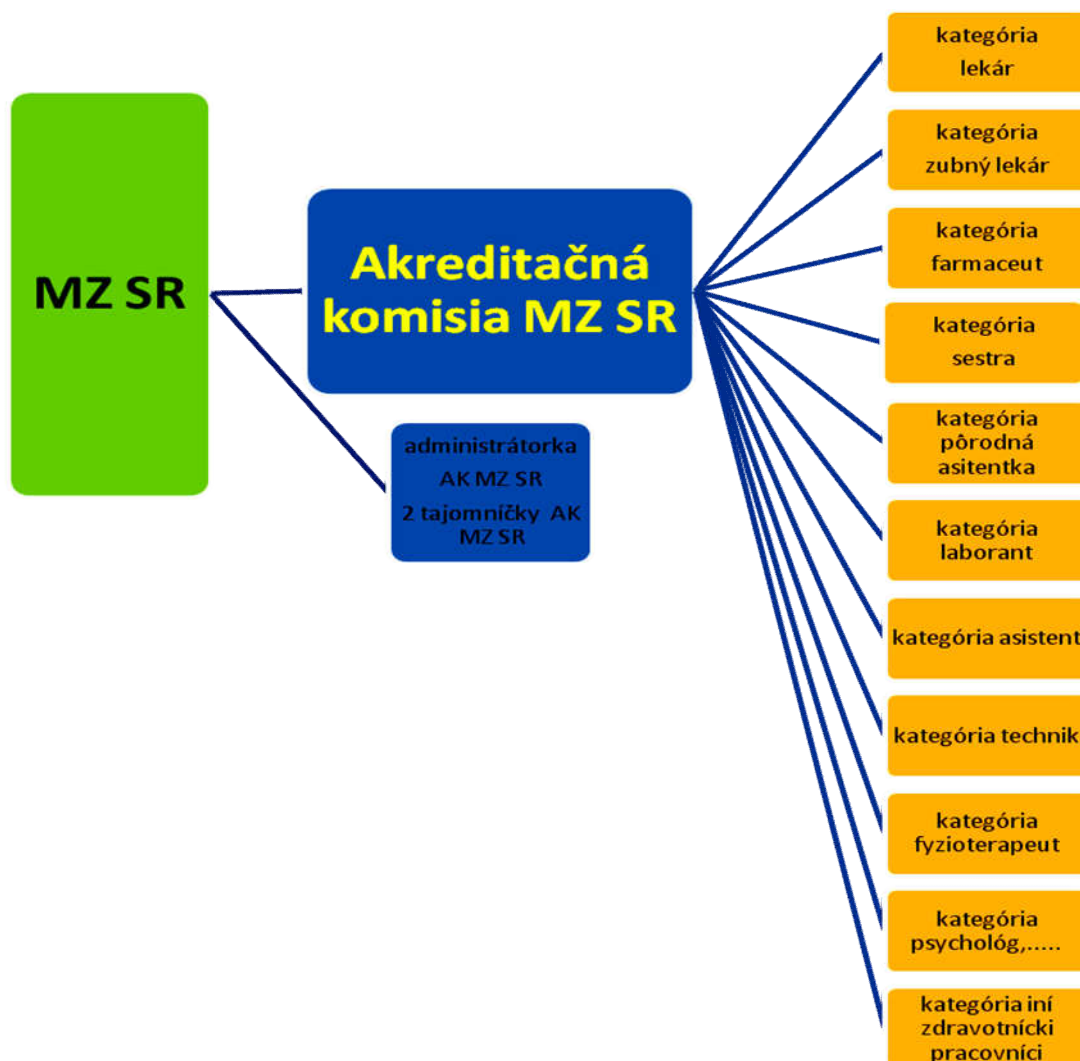 MZ SR
Akreditačná
komisia MZ SR
administrátorka
AK MZ SR
2 tajomníčky AK
MZ SR
kategória
lekár
kategória
zubný lekár
kategória
farmaceut
kategória
sestra
kategória
pôrodná
asitentka
kategória
laborant
kategória asistent
kategória technik
kategória
fyzioterapeut
kategória
psychológ,.....
kategória iní
zdravotnícki
pracovníci